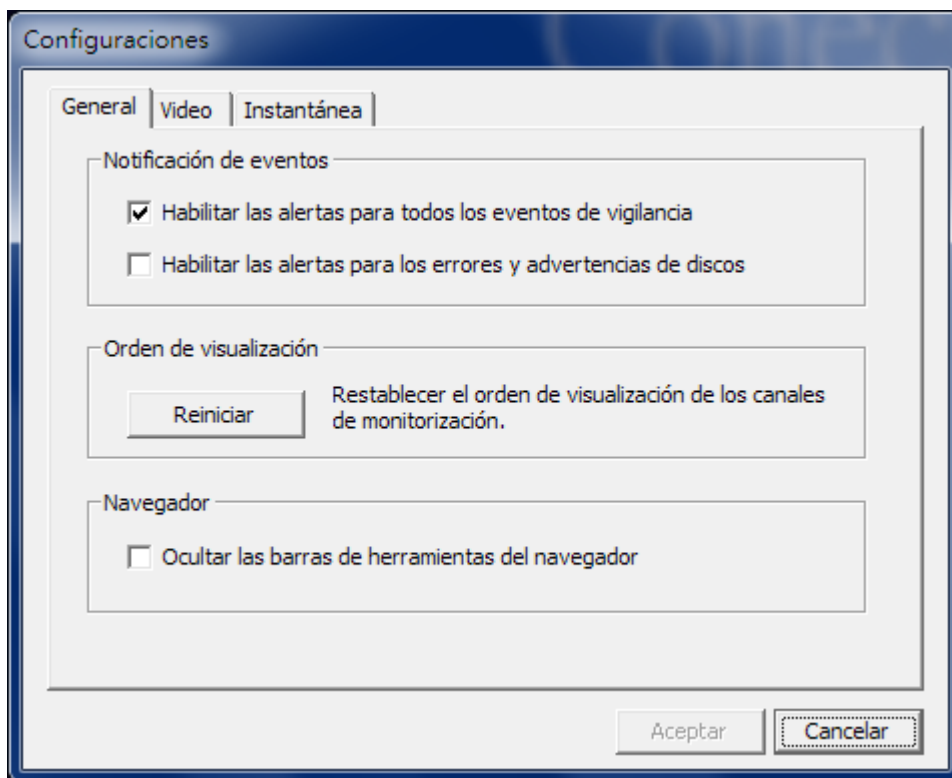 Configuraciones
General Video Instantánea
Notificación de eventos
Habilitar las alertas para todos los eventos de vigilancia
Habilitar las alertas para los errores y advertencias de discos
Orden de visualización
Reiniciar
Restablecer el orden de visualización de los canales
de monitorización.
Navegador
Ocultar las barras de herramientas del navegador
Aceptar Cancelar